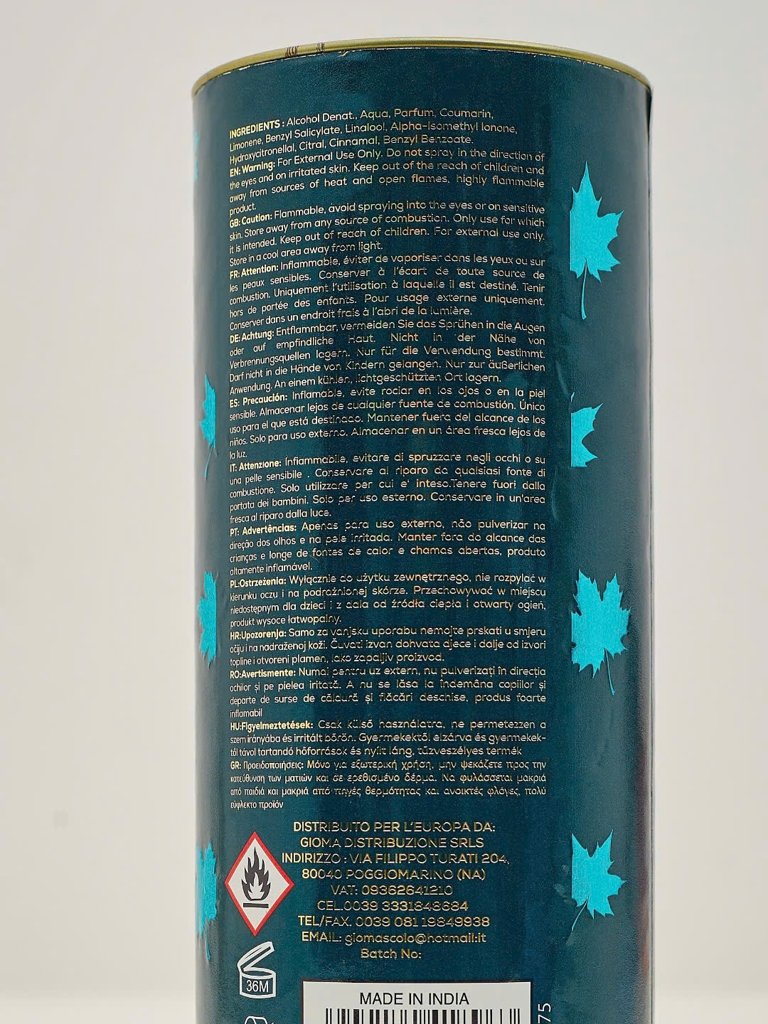 INGREDIENTS : Alcohol Denat., Aqua, Parfum, Coumarin,
Limonene, Benzyl Salicylate, Linalool, Alpha-Isomethyl Ionone,
Hydroxycitronellal, Citral, Cinnamal, Benzyl Benzoate.
EN: Warning: For External Use Only. Do not spray in the direction of
the eyes and on irritated skin. Keep out of the reach of children and
away from sources of heat and open flames, highly flammable
product.
GB: Caution: Flammable, avoid spraying into the eyes or on sensitive
skin. Store away from any source of combustion. Only use for which
it is intended. Keep out of reach of children. For external use only.
Store in a cool area away from light.
FR: Attention: Inflammable, éviter de vaporiser dans les yeux ou sur
les peaux sensibles. Conserver à l'écart de toute source de
combustion. Uniquement l'utilisation à laquelle il est destiné. Tenir
hors de portée des enfants. Pour usage externe uniquement.
Conserver dans un endroit frais à l'abri de la lumière.
DE: Achtung: Entflammbar, vermeiden Sie das Sprühen in die Augen
oder auf empfindliche Haut. Nicht in der Nähe von
Verbrennungsquellen lagern. Nur für die Verwendung bestimmt.
Darf nicht in die Hände von Kindern gelangen. Nur zur äußerlichen
Anwendung. An einem kühlen, lichtgeschützten Ort lagern.
ES: Precaución: Inflamable, evite rociar en los ojos o en la piel
sensible. Almacenar lejos de cualquier fuente de combustión. Único
uso para el que está destinado. Mantener fuera del alcance de los
niños. Solo para uso externo. Almacenar en un área fresca lejos de
la luz.
IT: Attenzione: Infiammabile, evitare di spruzzare negli occhi o su
una pelle sensibile . Conservare al riparo da qualsiasi fonte di
combustione. Solo utilizzare per cui e' inteso.Tenere fuori dalla
portata dei bambini. Solo per uso esterno. Conservare in un'area
fresca al riparo dalla luce.
PT: Advertências: Apenas para uso externo, não pulverizar na
direção dos olhos e na pele irritada. Manter fora do alcance das
crianças e longe de fontes de calor e chamas abertas, produto
altamente inflamável.
PL-Ostrzeżenia: Wyłącznie do użytku zewnętrznego, nie rozpylać w
kierunku oczu i na podrażnionej skórze. Przechowywać w miejscu
niedostępnym dla dzieci i z dala od źródła ciepła i otwarty ogień,
produkt wysoce łatwopalny.
HR:Upozorenja: Samo za vanjsku uporabu nemojte prskati u smjeru
očiju i na nadraženoj koži. Čuvati izvan dohvata djece i dalje od izvori
topline i otvoreni plamen, jako zapaljiv proizvod.
RO:Avertismente: Numai pentru uz extern, nu pulverizați în direcția
ochilor și pe pielea iritată. A nu se lăsa la îndemâna copiilor și
departe de surse de căldură și flăcări deschise, produs foarte
inflamabil
HU:Figyelmeztetések: Csak külső használatra, ne permetezzen a
szem irányába és irritált bőrön. Gyermekektől elzárva és gyermekek-
től távol tartandó hőforrások és nyílt láng, tűzveszélyes termék
GR: Προειδοποιήσεις: Μόνο για εξωτερική χρήση, μην ψεκάζετε προς την
κατεύθυνση των ματιών και σε ερεθισμένο δέρμα. Να φυλάσσεται μακριά
από παιδιά και μακριά από πηγές θερμότητας και ανοικτές φλόγες, πολύ
εύφλεκτο προϊόν
DISTRIBUITO PER L'EUROPA DA:
GIOMA DISTRIBUZIONE SRLS
INDIRIZZO : VIA FILIPPO TURATI 204,
80040 POGGIOMARINO (NA)
VAT: 09362641210
CEL.0039 3331848684
TEL/FAX. 0039 08119849938
EMAIL: giomascolo@hotmail.it
Batch No:
36M
MADE IN INDIA
75